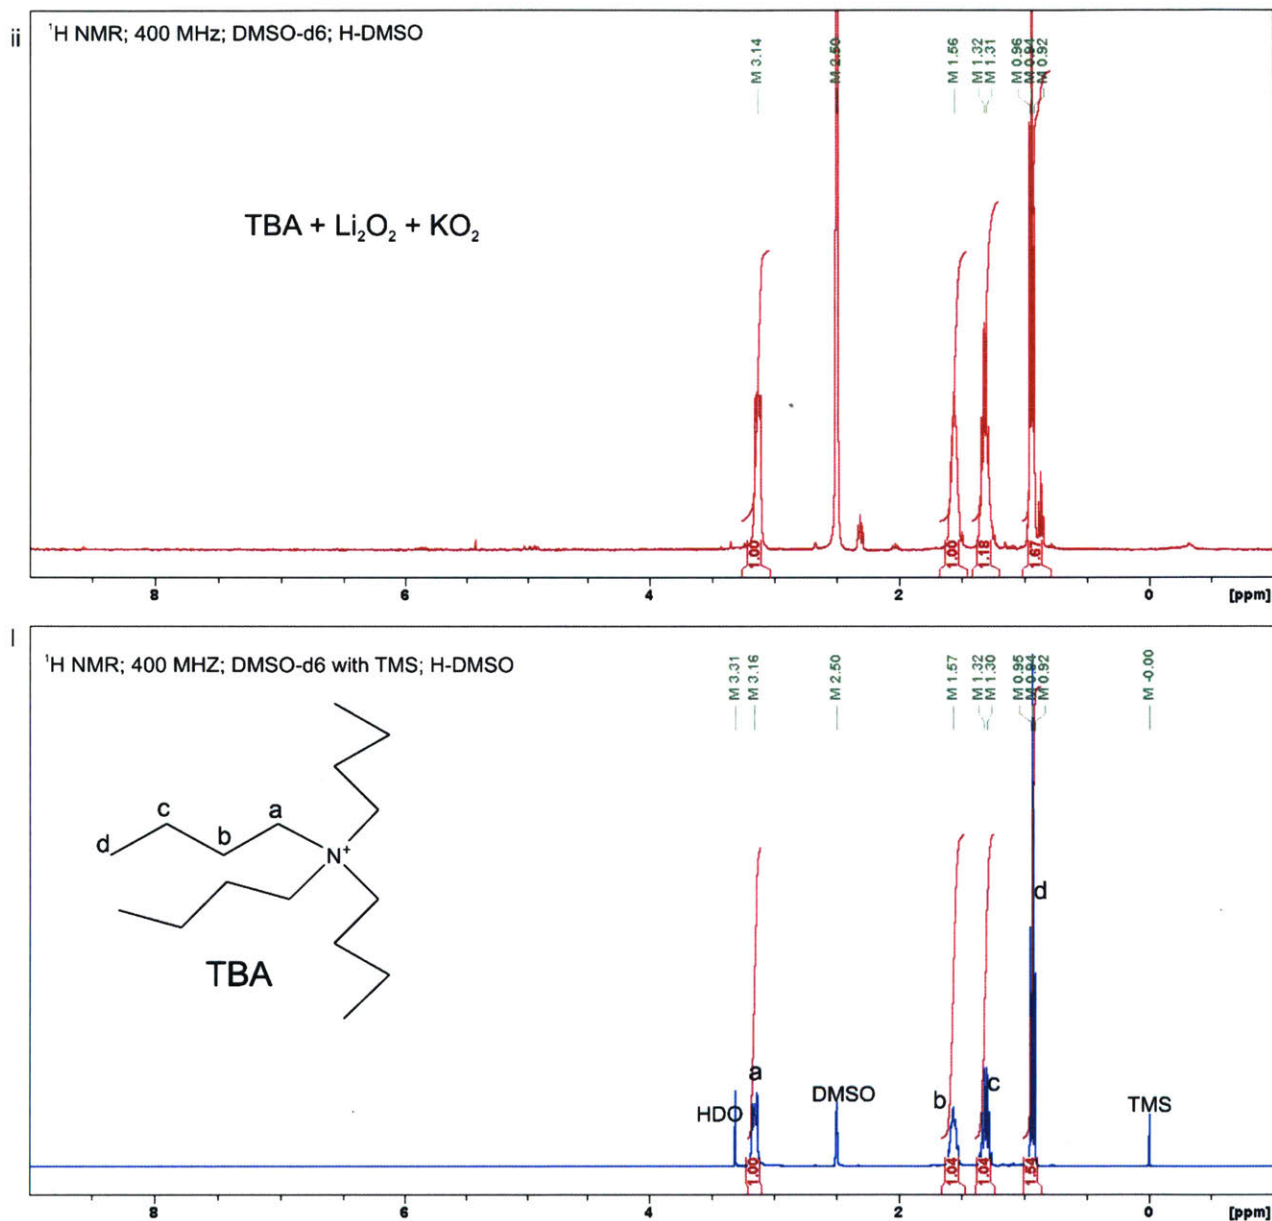 ii
¹H NMR; 400 MHz; DMSO-d6; H-DMSO
M 3.14
M 2.50
M 1.56
M 1.32
M 1.31
M 0.96
M 0.94
M 0.92
TBA + Li₂O₂ + KO₂
1.00
1.00
1.18
1.67
8 6 4 2 0 [ppm]
I
¹H NMR; 400 MHZ; DMSO-d6 with TMS; H-DMSO
M 3.31
M 3.16
M 2.50
M 1.57
M 1.32
M 1.30
M 0.95
M 0.94
M 0.92
M -0.00
c
a
d
b
N⁺
TBA
d
a
HDO
DMSO
b
c
TMS
1.00
1.04
1.04
1.54
8 6 4 2 0 [ppm]